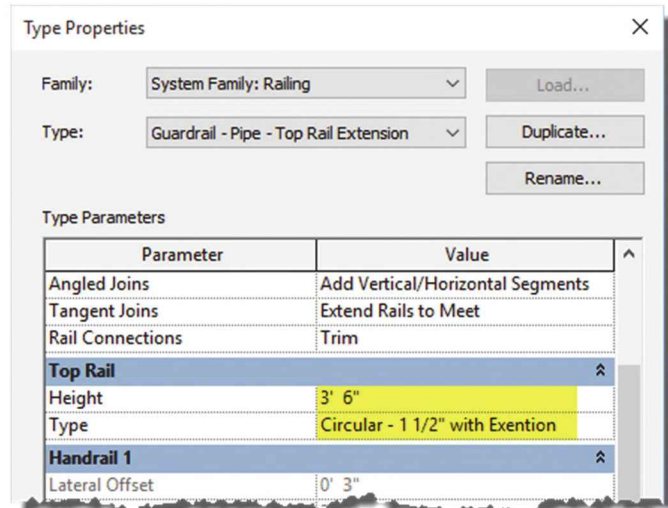 Type Properties
Family: System Family: Railing Load...
Type: Guardrail - Pipe - Top Rail Extension Duplicate...
Rename...
Type Parameters
Parameter Value
Angled Joins Add Vertical/Horizontal Segments
Tangent Joins Extend Rails to Meet
Rail Connections Trim
Top Rail
Height 3' 6"
Type Circular - 1 1/2" with Exention
Handrail 1
Lateral Offset 0' 3"